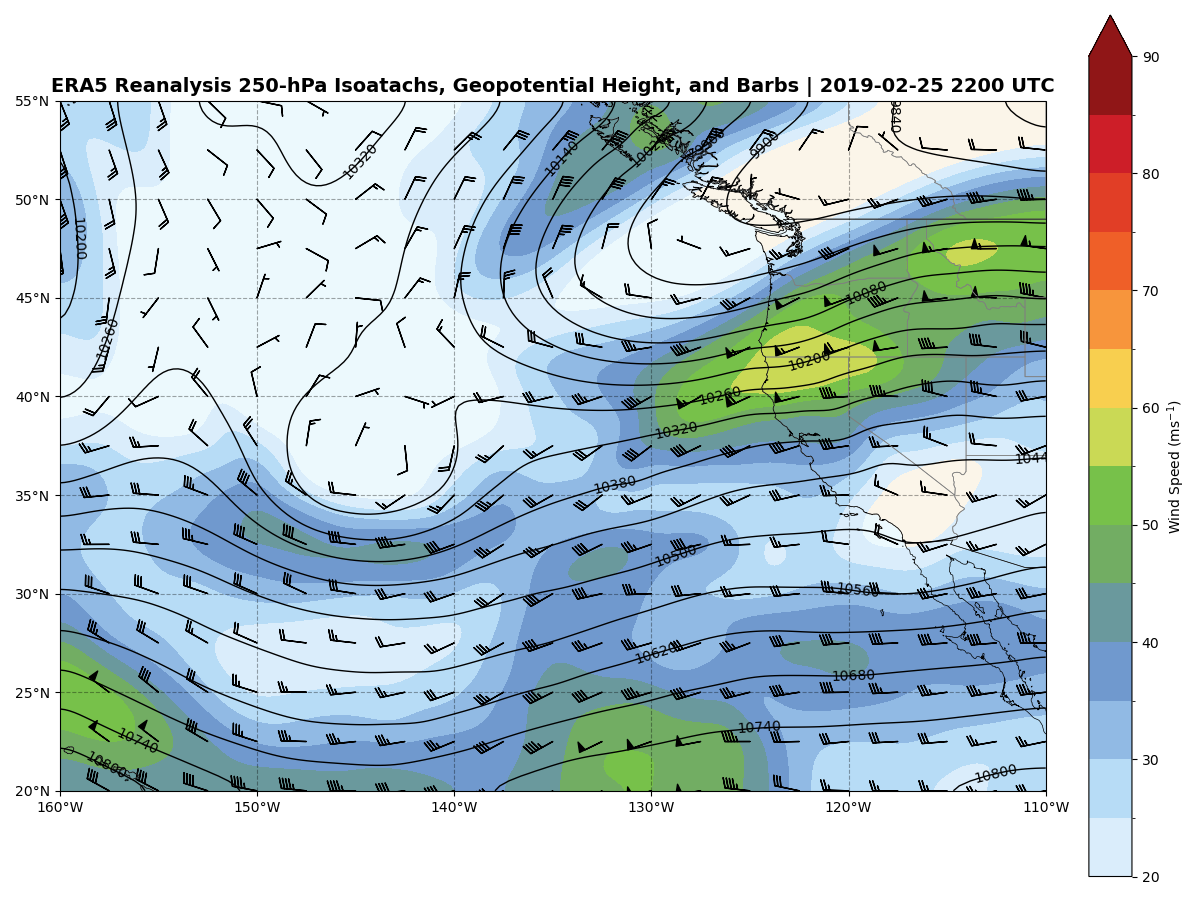 ERA5 Reanalysis 250-hPa Isoatachs, Geopotential Height, and Barbs | 2019-02-25 2200 UTC
55°N
50°N
45°N
40°N
35°N
30°N
25°N
20°N
160°W
150°W
140°W
130°W
120°W
110°W
10320
10140
9900
9840
10200
10260
10080
10200
10260
10320
10380
10500
10560
10620
10680
10740
10740
10800
10800
90
80
70
60
50
40
30
20
Wind Speed (ms⁻¹)